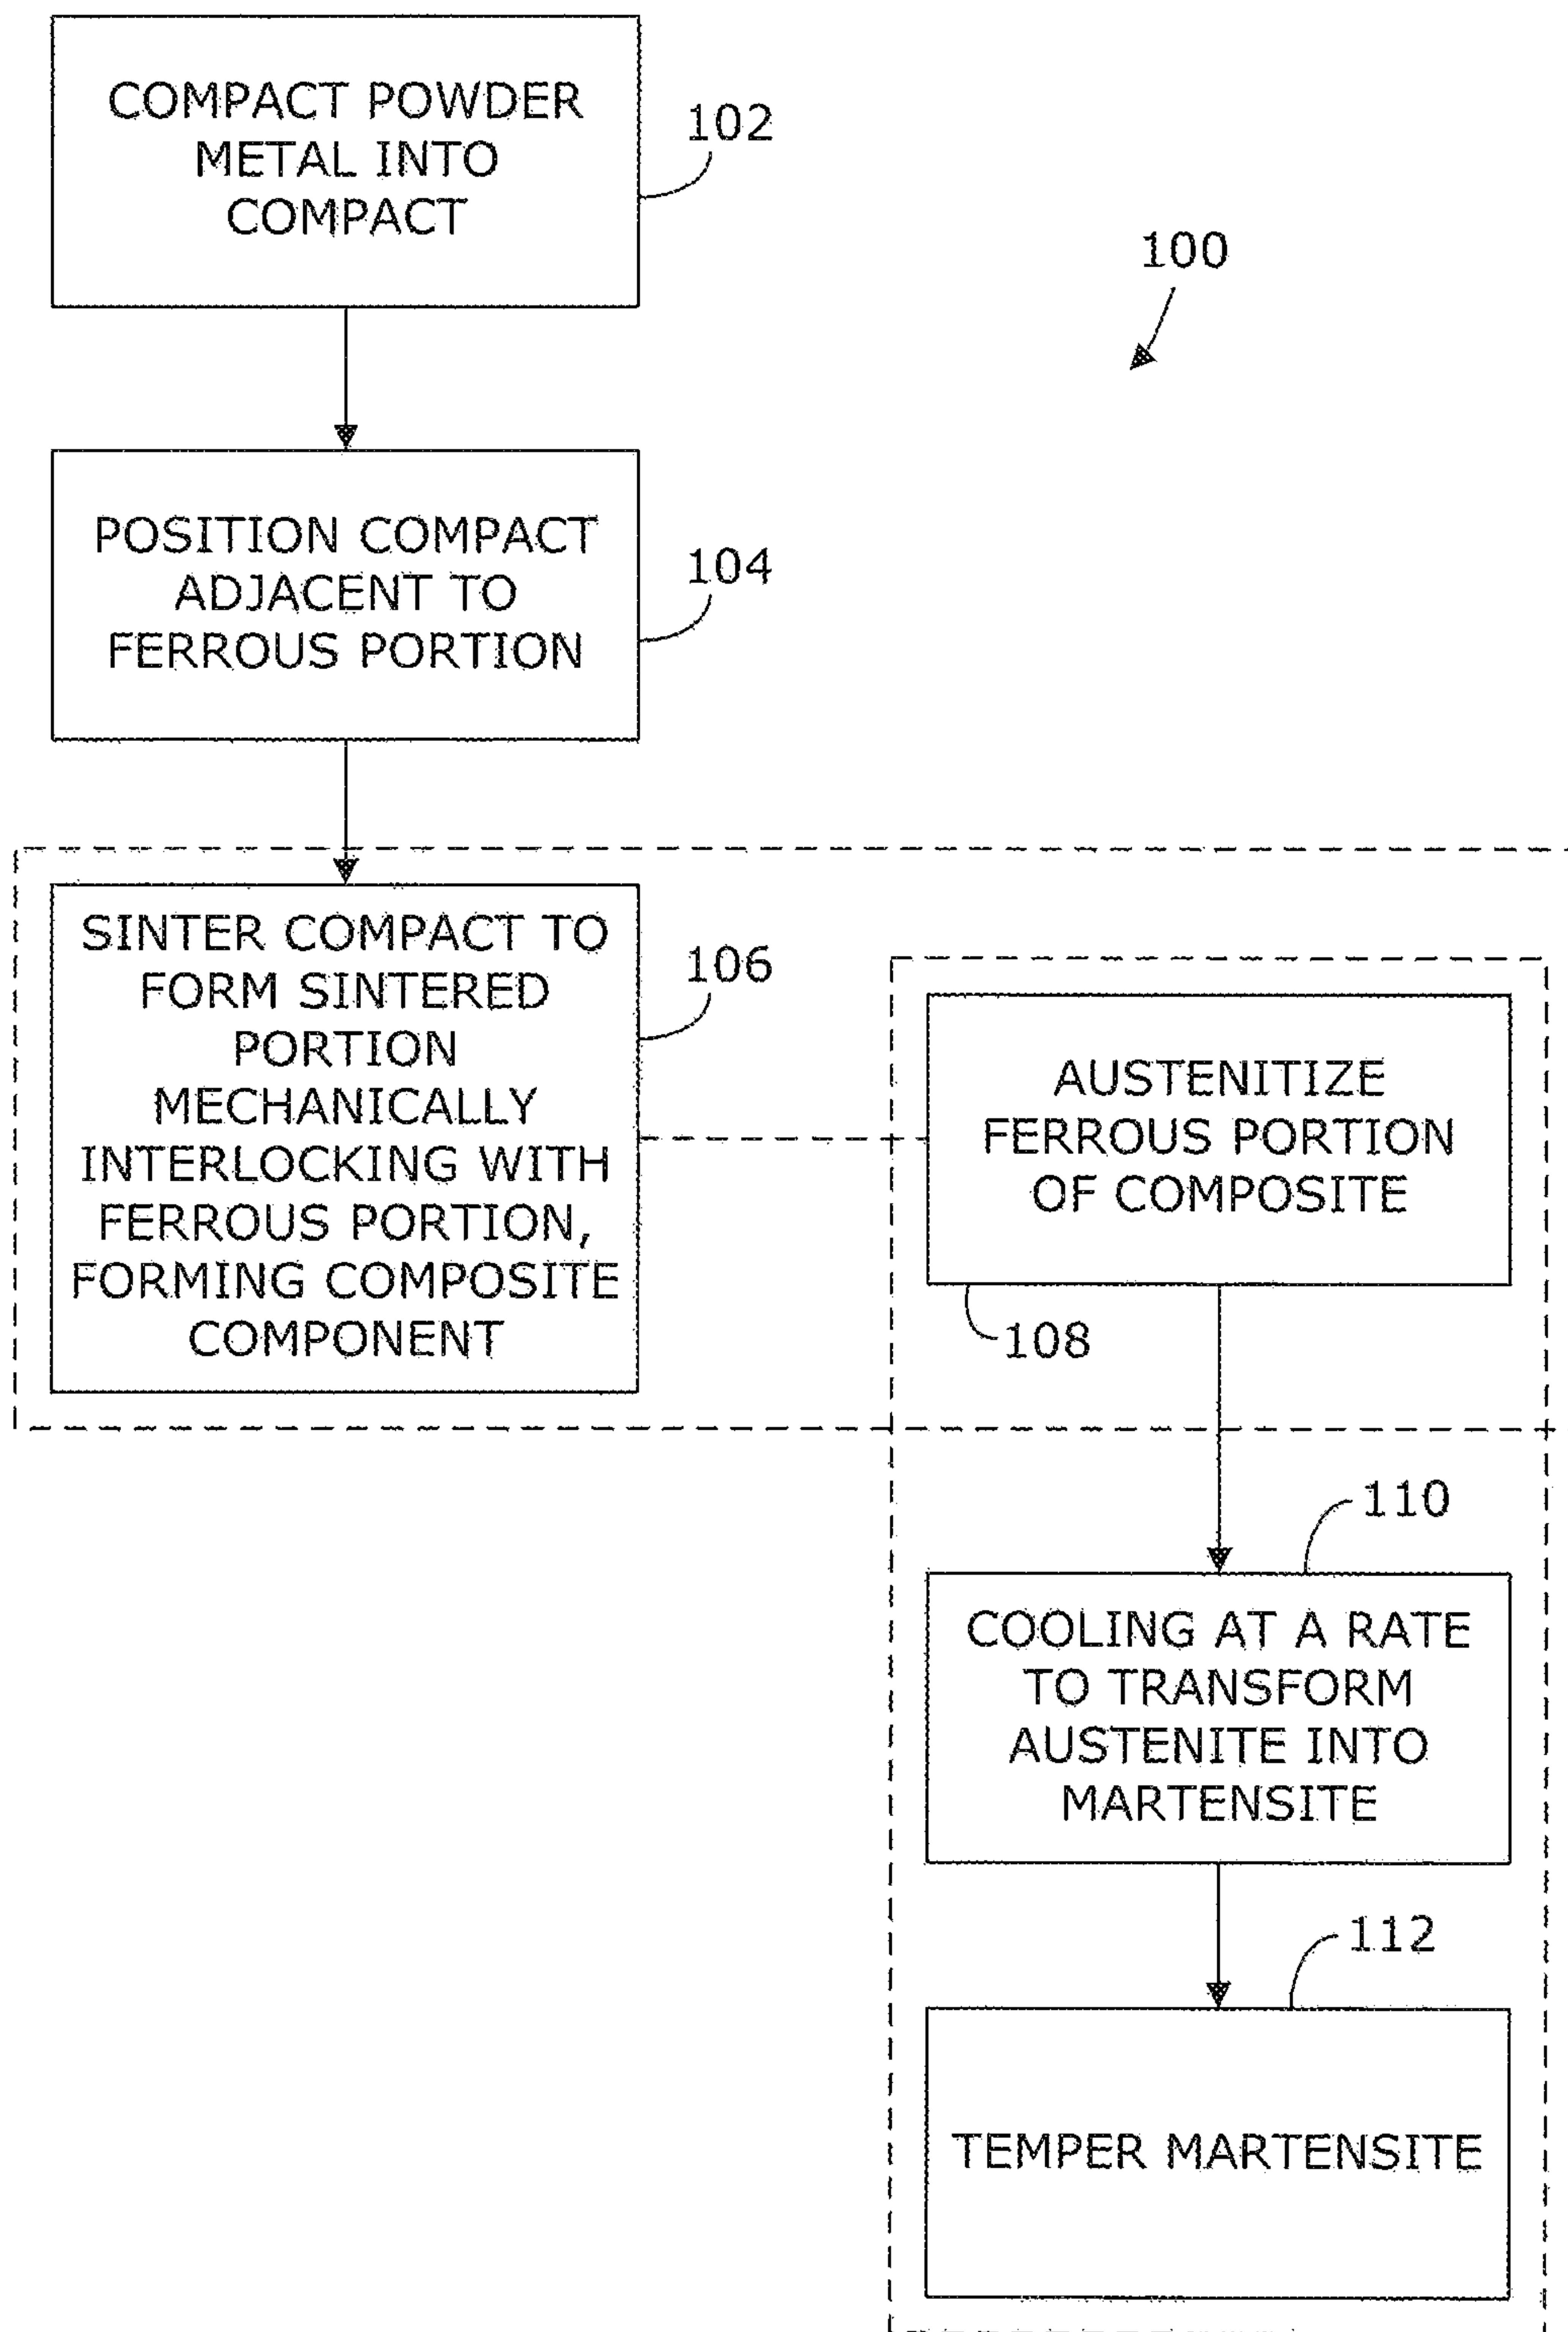 COMPACT POWDER
METAL INTO
COMPACT
102
100
POSITION COMPACT
ADJACENT TO
FERROUS PORTION
104
SINTER COMPACT TO
FORM SINTERED
PORTION
MECHANICALLY
INTERLOCKING WITH
FERROUS PORTION,
FORMING COMPOSITE
COMPONENT
106
AUSTENITIZE
FERROUS PORTION
OF COMPOSITE
108
110
COOLING AT A RATE
TO TRANSFORM
AUSTENITE INTO
MARTENSITE
112
TEMPER MARTENSITE